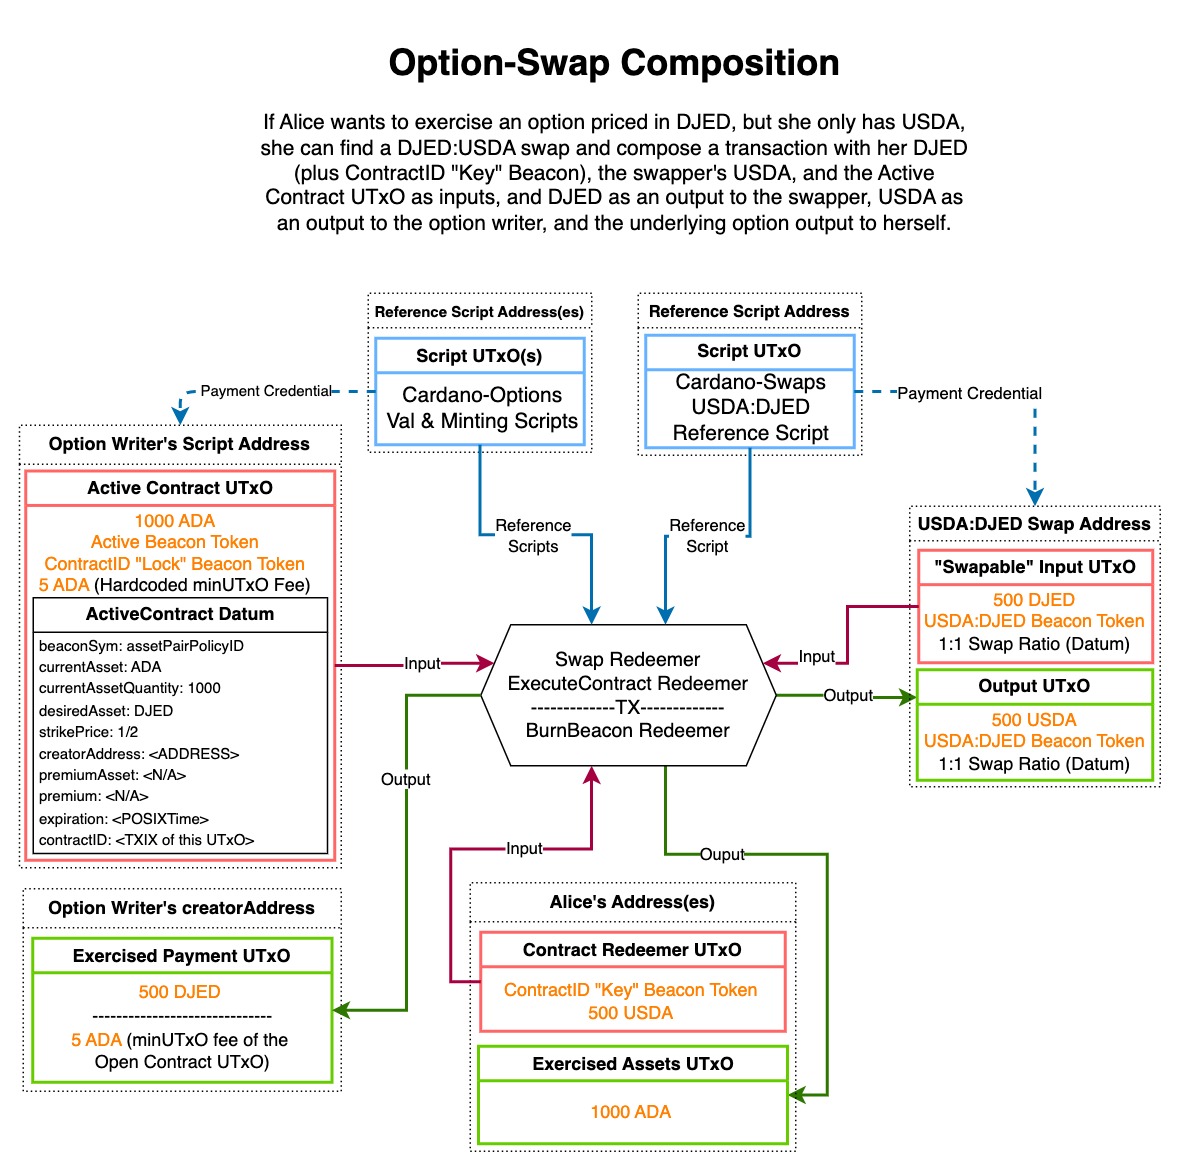 Option-Swap Composition
If Alice wants to exercise an option priced in DJED, but she only has USDA,
she can find a DJED:USDA swap and compose a transaction with her DJED
(plus ContractID "Key" Beacon), the swapper's USDA, and the Active
Contract UTxO as inputs, and DJED as an output to the swapper, USDA as
an output to the option writer, and the underlying option output to herself.
Reference Script Address(es)
Script UTxO(s)
Cardano-Options
Val & Minting Scripts
Reference Script Address
Script UTxO
Cardano-Swaps
USDA:DJED
Reference Script
Payment Credential
Payment Credential
Option Writer's Script Address
Active Contract UTxO
1000 ADA
Active Beacon Token
ContractID "Lock" Beacon Token
5 ADA (Hardcoded minUTxO Fee)
ActiveContract Datum
beaconSym: assetPairPolicyID
currentAsset: ADA
currentAssetQuantity: 1000
desiredAsset: DJED
strikePrice: 1/2
creatorAddress: <ADDRESS>
premiumAsset: <N/A>
premium: <N/A>
expiration: <POSIXTime>
contractID: <TXIX of this UTxO>
Reference
Scripts
Reference
Script
USDA:DJED Swap Address
"Swapable" Input UTxO
500 DJED
USDA:DJED Beacon Token
1:1 Swap Ratio (Datum)
Output UTxO
500 USDA
USDA:DJED Beacon Token
1:1 Swap Ratio (Datum)
Input
Input
Swap Redeemer
ExecuteContract Redeemer
-------------TX-------------
BurnBeacon Redeemer
Output
Output
Input
Ouput
Option Writer's creatorAddress
Exercised Payment UTxO
500 DJED
------------------------------
5 ADA (minUTxO fee of the
Open Contract UTxO)
Alice's Address(es)
Contract Redeemer UTxO
ContractID "Key" Beacon Token
500 USDA
Exercised Assets UTxO
1000 ADA